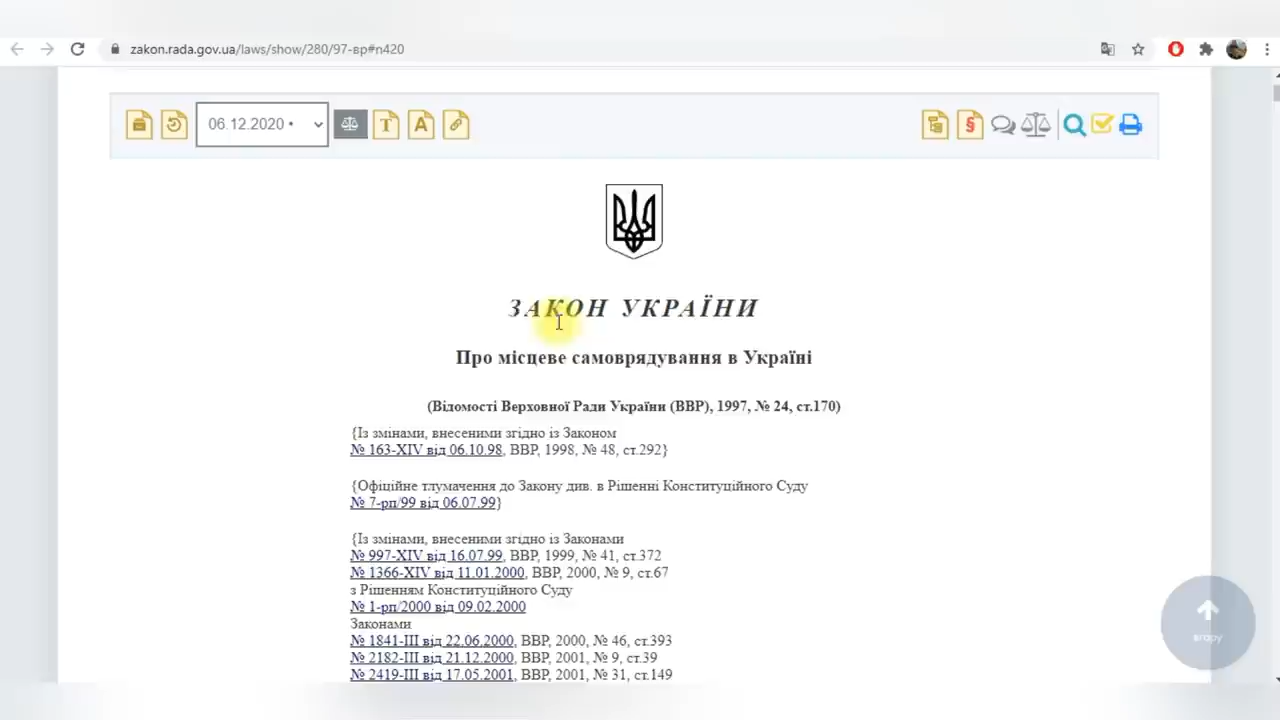 zakon.rada.gov.ua/laws/show/280/97-вр#n420
06.12.2020 •
ЗАКОН УКРАЇНИ
Про місцеве самоврядування в Україні
(Відомості Верховної Ради України (ВВР), 1997, № 24, ст.170)
{Із змінами, внесеними згідно із Законом
№ 163-XIV від 06.10.98, ВВР, 1998, № 48, ст.292}
{Офіційне тлумачення до Закону див. в Рішенні Конституційного Суду
№ 7-рп/99 від 06.07.99}
{Із змінами, внесеними згідно із Законами
№ 997-XIV від 16.07.99, ВВР, 1999, № 41, ст.372
№ 1366-XIV від 11.01.2000, ВВР, 2000, № 9, ст.67
з Рішенням Конституційного Суду
№ 1-рп/2000 від 09.02.2000
Законами
№ 1841-III від 22.06.2000, ВВР, 2000, № 46, ст.393
вгору
№ 2182-III від 21.12.2000, ВВР, 2001, № 9, ст.39
№ 2419-III від 17.05.2001, ВВР, 2001, № 31, ст.149